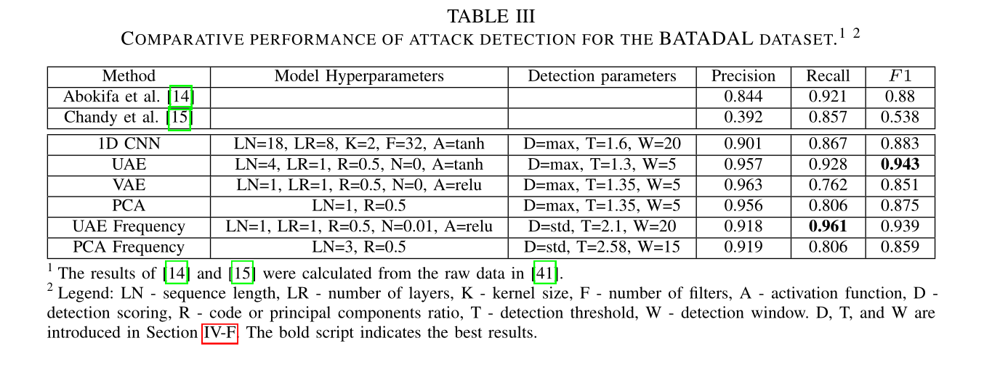 TABLE III
COMPARATIVE PERFORMANCE OF ATTACK DETECTION FOR THE BATADAL DATASET.1 2
Method Model Hyperparameters Detection parameters Precision Recall F1
Abokifa et al. [14] 0.844 0.921 0.88
Chandy et al. [15] 0.392 0.857 0.538
1D CNN LN=18, LR=8, K=2, F=32, A=tanh D=max, T=1.6, W=20 0.901 0.867 0.883
UAE LN=4, LR=1, R=0.5, N=0, A=tanh D=max, T=1.3, W=5 0.957 0.928 0.943
VAE LN=1, LR=1, R=0.5, N=0, A=relu D=max, T=1.35, W=5 0.963 0.762 0.851
PCA LN=1, R=0.5 D=max, T=1.35, W=5 0.956 0.806 0.875
UAE Frequency LN=1, LR=1, R=0.5, N=0.01, A=relu D=std, T=2.1, W=20 0.918 0.961 0.939
PCA Frequency LN=3, R=0.5 D=std, T=2.58, W=15 0.919 0.806 0.859
1 The results of [14] and [15] were calculated from the raw data in [41].
2 Legend: LN - sequence length, LR - number of layers, K - kernel size, F - number of filters, A - activation function, D -
detection scoring, R - code or principal components ratio, T - detection threshold, W - detection window. D, T, and W are
introduced in Section IV-F. The bold script indicates the best results.